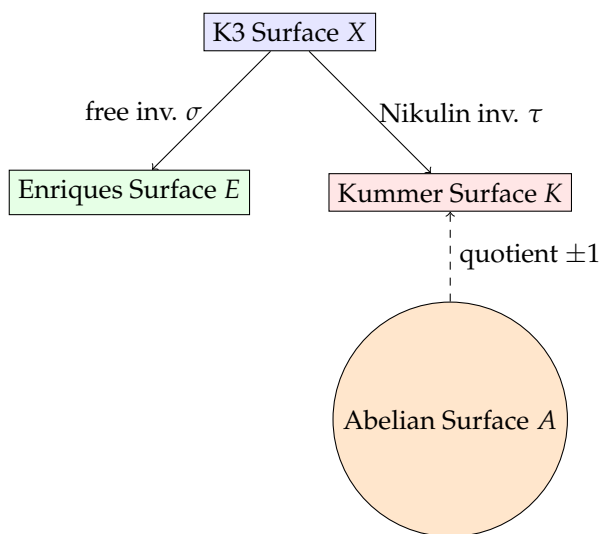 K3 Surface X
free inv. σ
Nikulin inv. τ
Enriques Surface E
Kummer Surface K
quotient ±1
Abelian Surface A